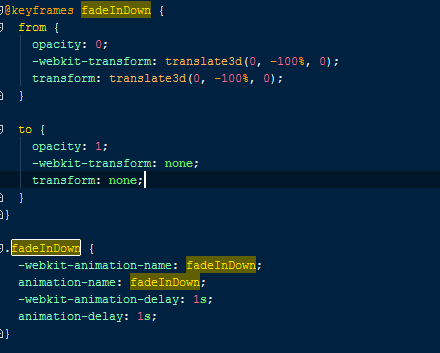 @keyframes fadeInDown {
from {
opacity: 0;
-webkit-transform: translate3d(0, -100%, 0);
transform: translate3d(0, -100%, 0);
}
to {
opacity: 1;
-webkit-transform: none;
transform: none;
}
}
.fadeInDown {
-webkit-animation-name: fadeInDown;
animation-name: fadeInDown;
-webkit-animation-delay: 1s;
animation-delay: 1s;
}